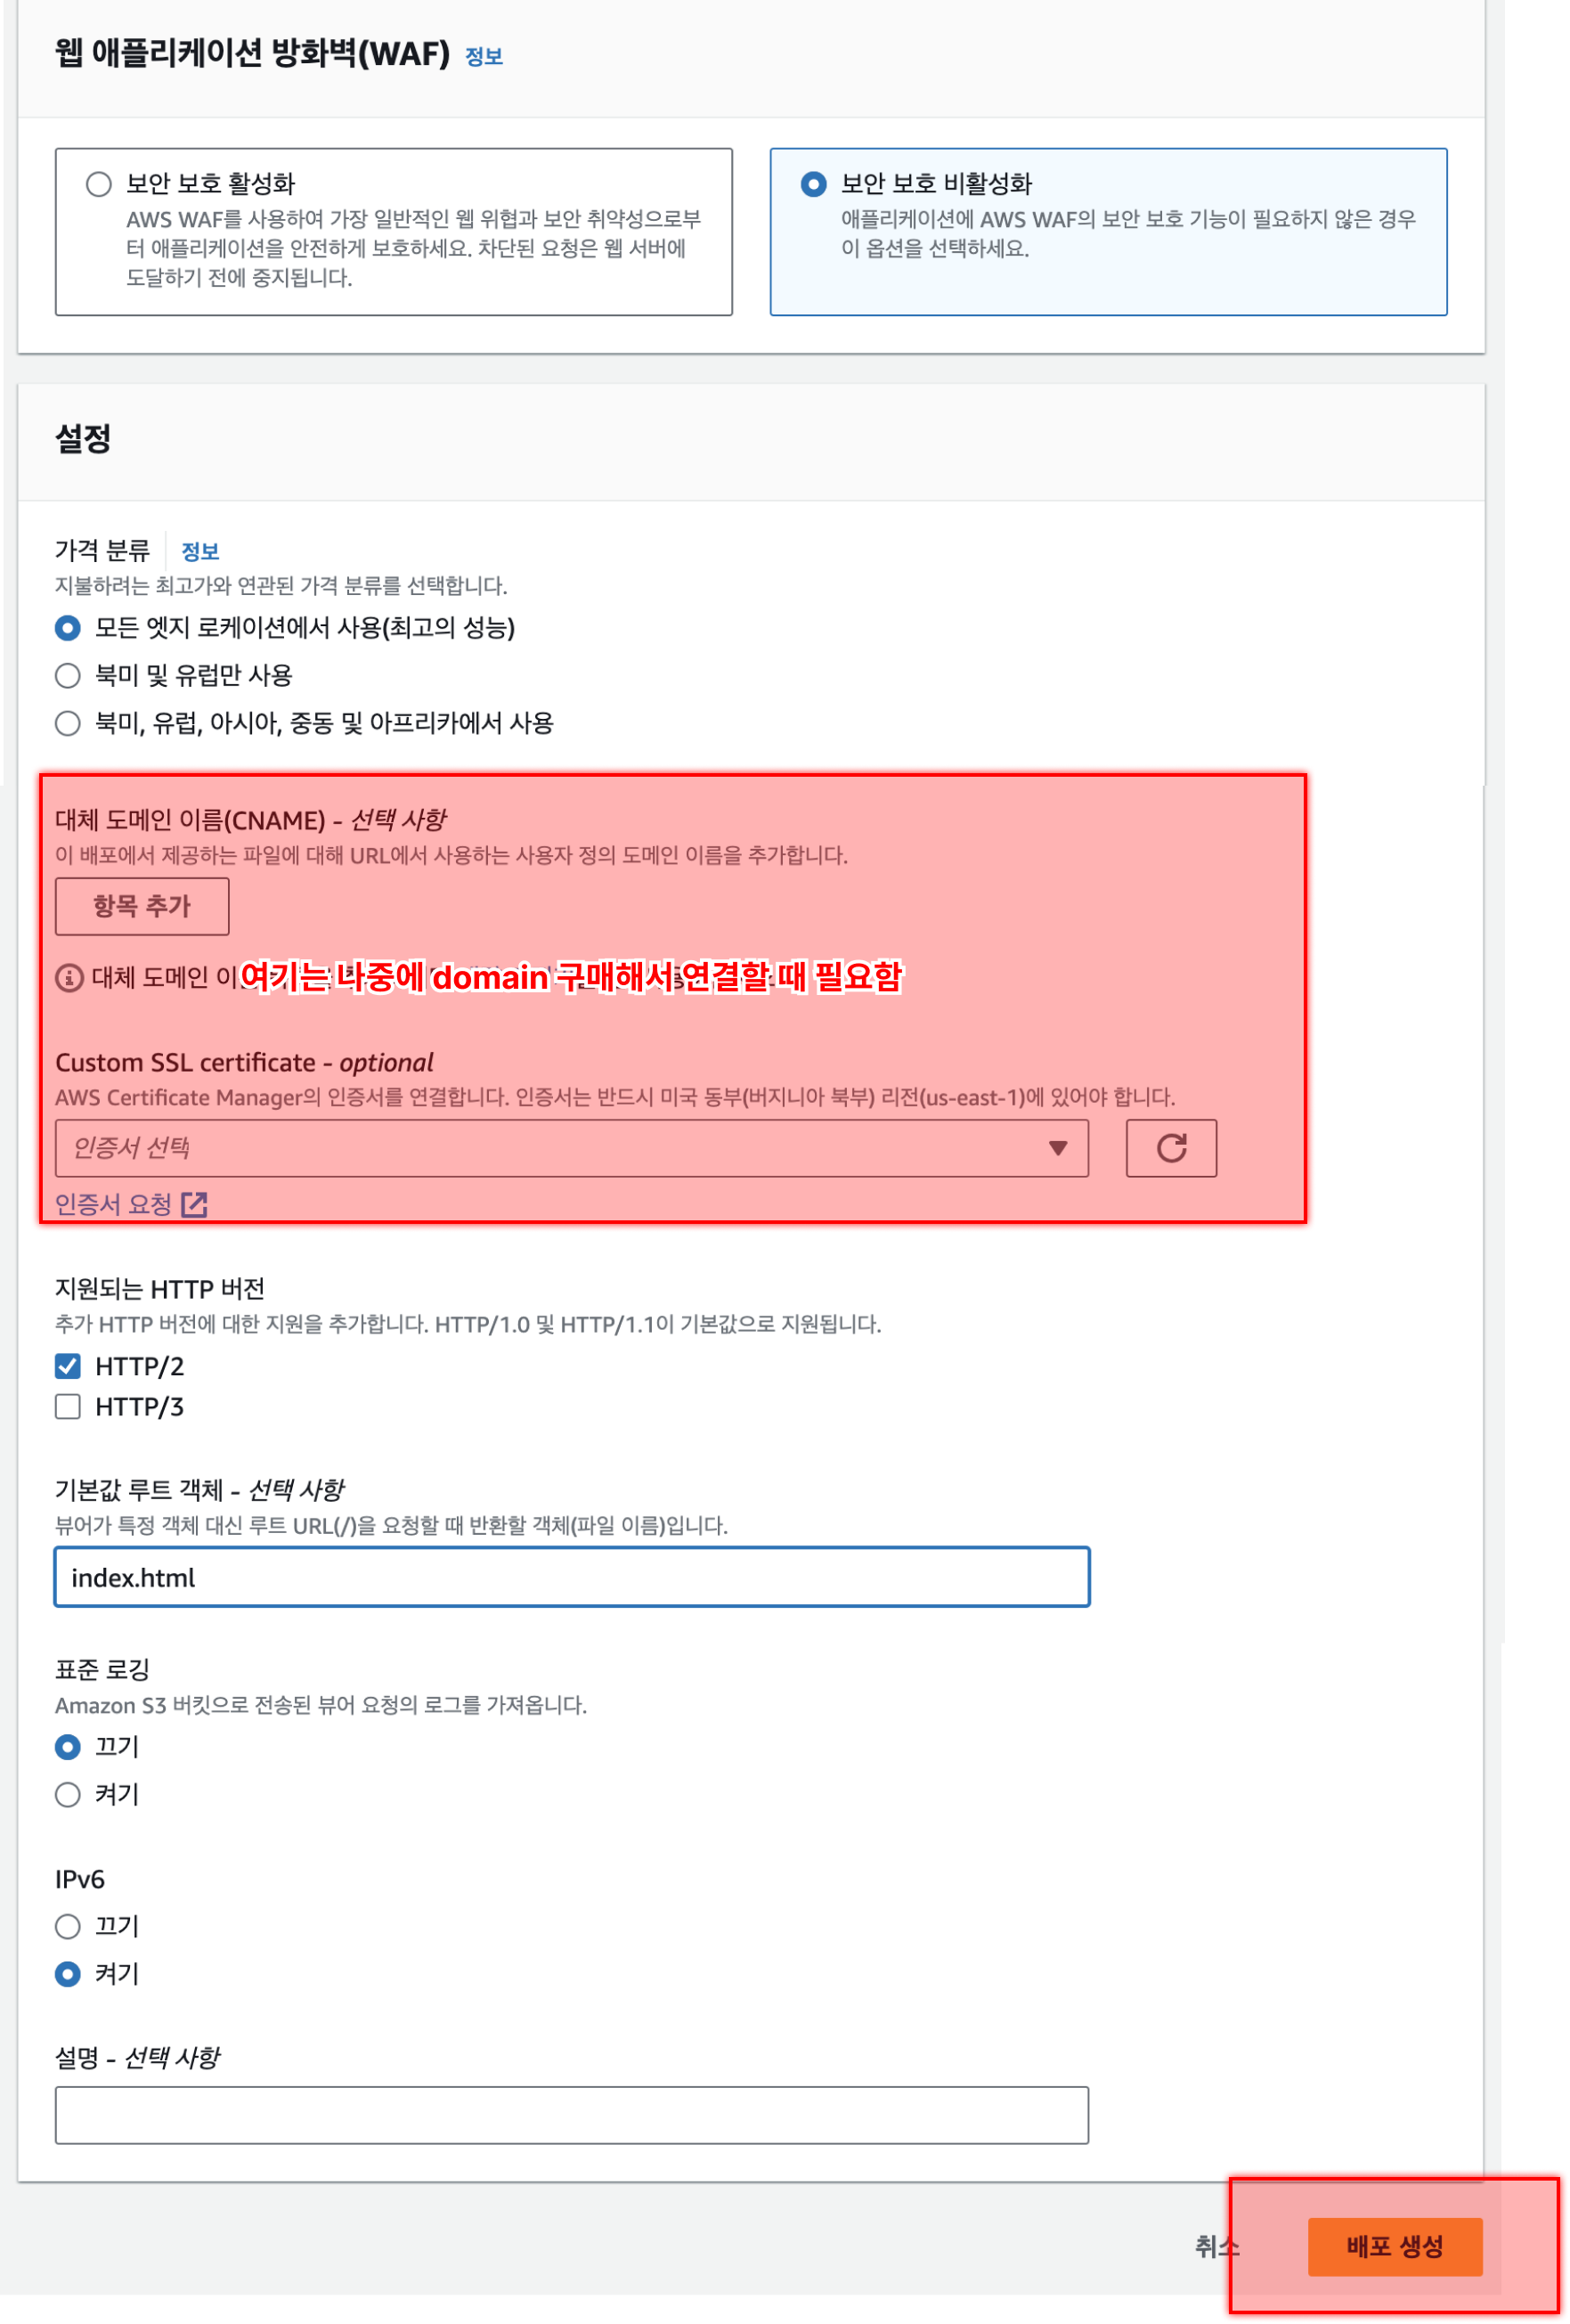 웹 애플리케이션 방화벽(WAF) 정보
보안 보호 활성화
AWS WAF를 사용하여 가장 일반적인 웹 위협과 보안 취약성으로부
터 애플리케이션을 안전하게 보호하세요. 차단된 요청은 웹 서버에
도달하기 전에 중지됩니다.
보안 보호 비활성화
애플리케이션에 AWS WAF의 보안 보호 기능이 필요하지 않은 경우
이 옵션을 선택하세요.
설정
가격 분류 정보
지불하려는 최고가와 연관된 가격 분류를 선택합니다.
모든 엣지 로케이션에서 사용(최고의 성능)
북미 및 유럽만 사용
북미, 유럽, 아시아, 중동 및 아프리카에서 사용
대체 도메인 이름(CNAME) - 선택 사항
이 배포에서 제공하는 파일에 대해 URL에서 사용하는 사용자 정의 도메인 이름을 추가합니다.
항목 추가
대체 도메인
여기는 나중에 domain 구매해서 연결할 때 필요함
Custom SSL certificate - optional
AWS Certificate Manager의 인증서를 연결합니다. 인증서는 반드시 미국 동부(버지니아 북부) 리전(us-east-1)에 있어야 합니다.
인증서 선택
인증서 요청
지원되는 HTTP 버전
추가 HTTP 버전에 대한 지원을 추가합니다. HTTP/1.0 및 HTTP/1.1이 기본값으로 지원됩니다.
HTTP/2
HTTP/3
기본값 루트 객체 - 선택 사항
뷰어가 특정 객체 대신 루트 URL(/)을 요청할 때 반환할 객체(파일 이름)입니다.
index.html
표준 로깅
Amazon S3 버킷으로 전송된 뷰어 요청의 로그를 가져옵니다.
끄기
켜기
IPv6
끄기
켜기
설명 - 선택 사항
취소
배포 생성